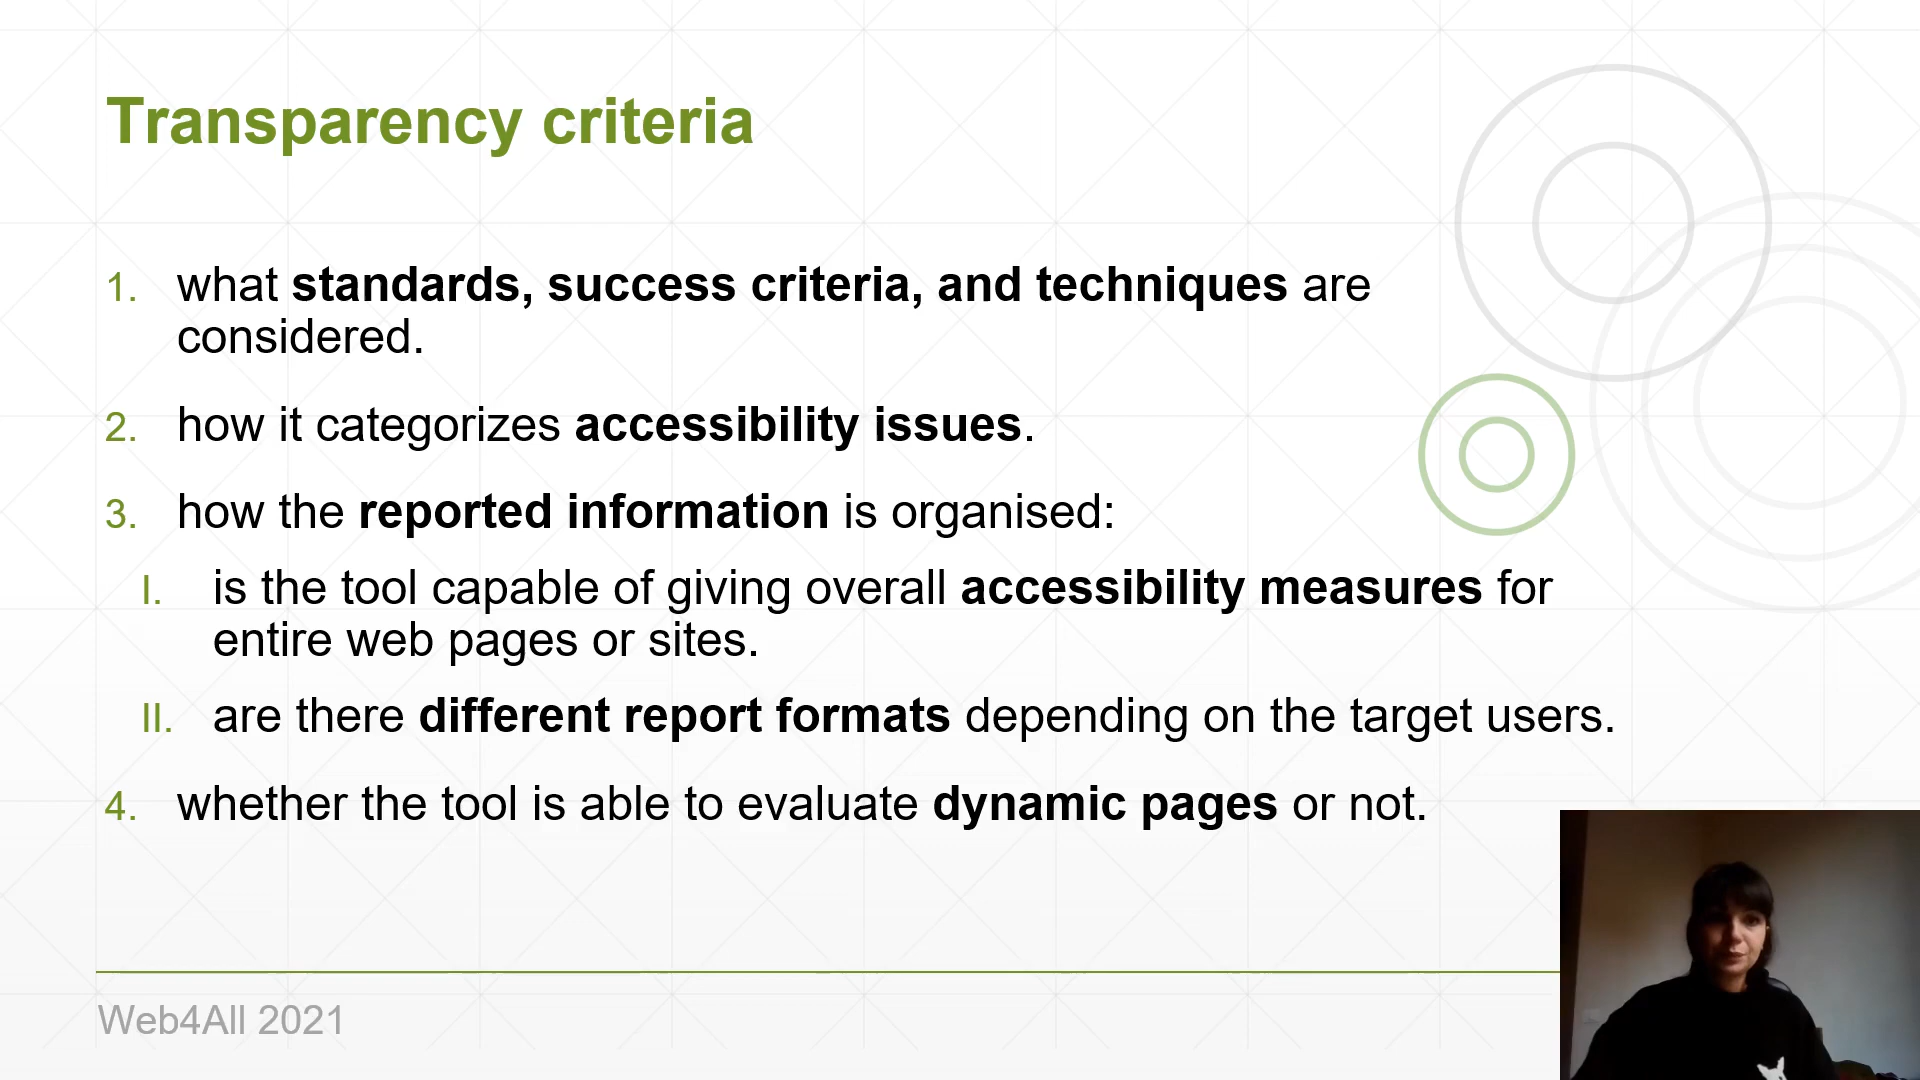 Transparency criteria
1. what standards, success criteria, and techniques are
considered.
2. how it categorizes accessibility issues.
3. how the reported information is organised:
I. is the tool capable of giving overall accessibility measures for
entire web pages or sites.
II. are there different report formats depending on the target users.
4. whether the tool is able to evaluate dynamic pages or not.
Web4All 2021